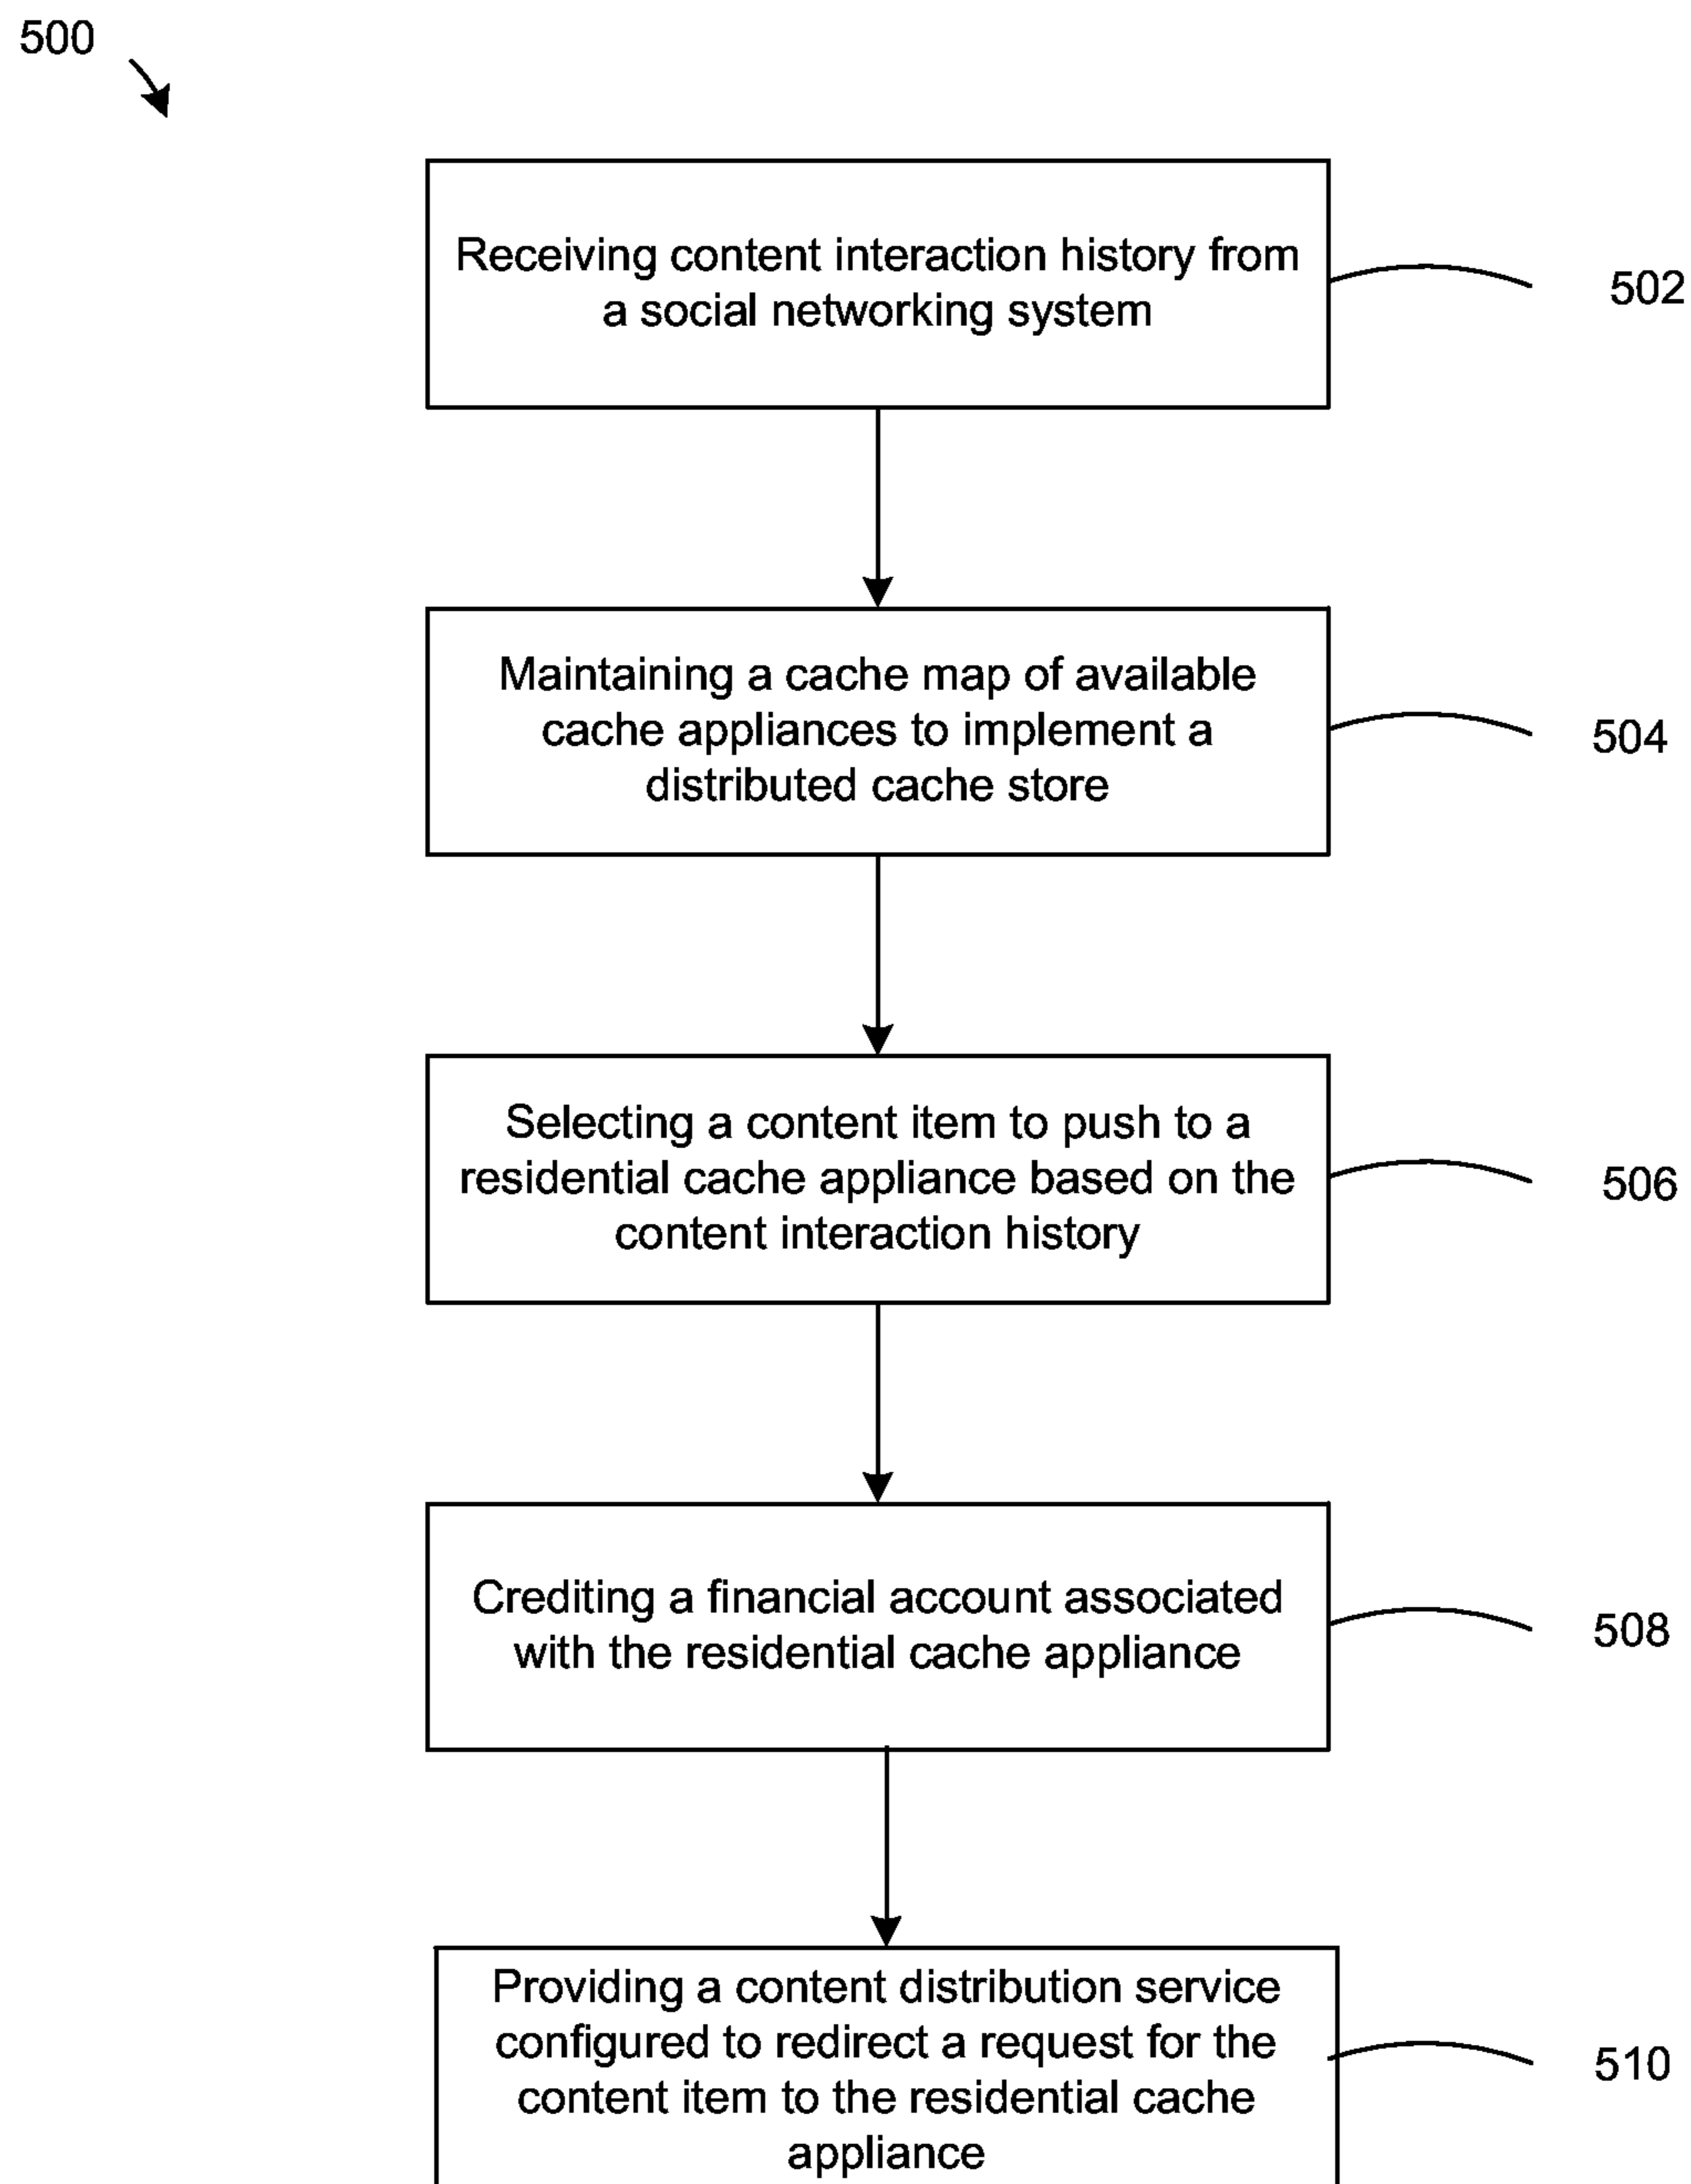 500
Receiving content interaction history from
a social networking system
502
Maintaining a cache map of available
cache appliances to implement a
distributed cache store
504
Selecting a content item to push to a
residential cache appliance based on the
content interaction history
506
Crediting a financial account associated
with the residential cache appliance
508
Providing a content distribution service
configured to redirect a request for the
content item to the residential cache
appliance
510